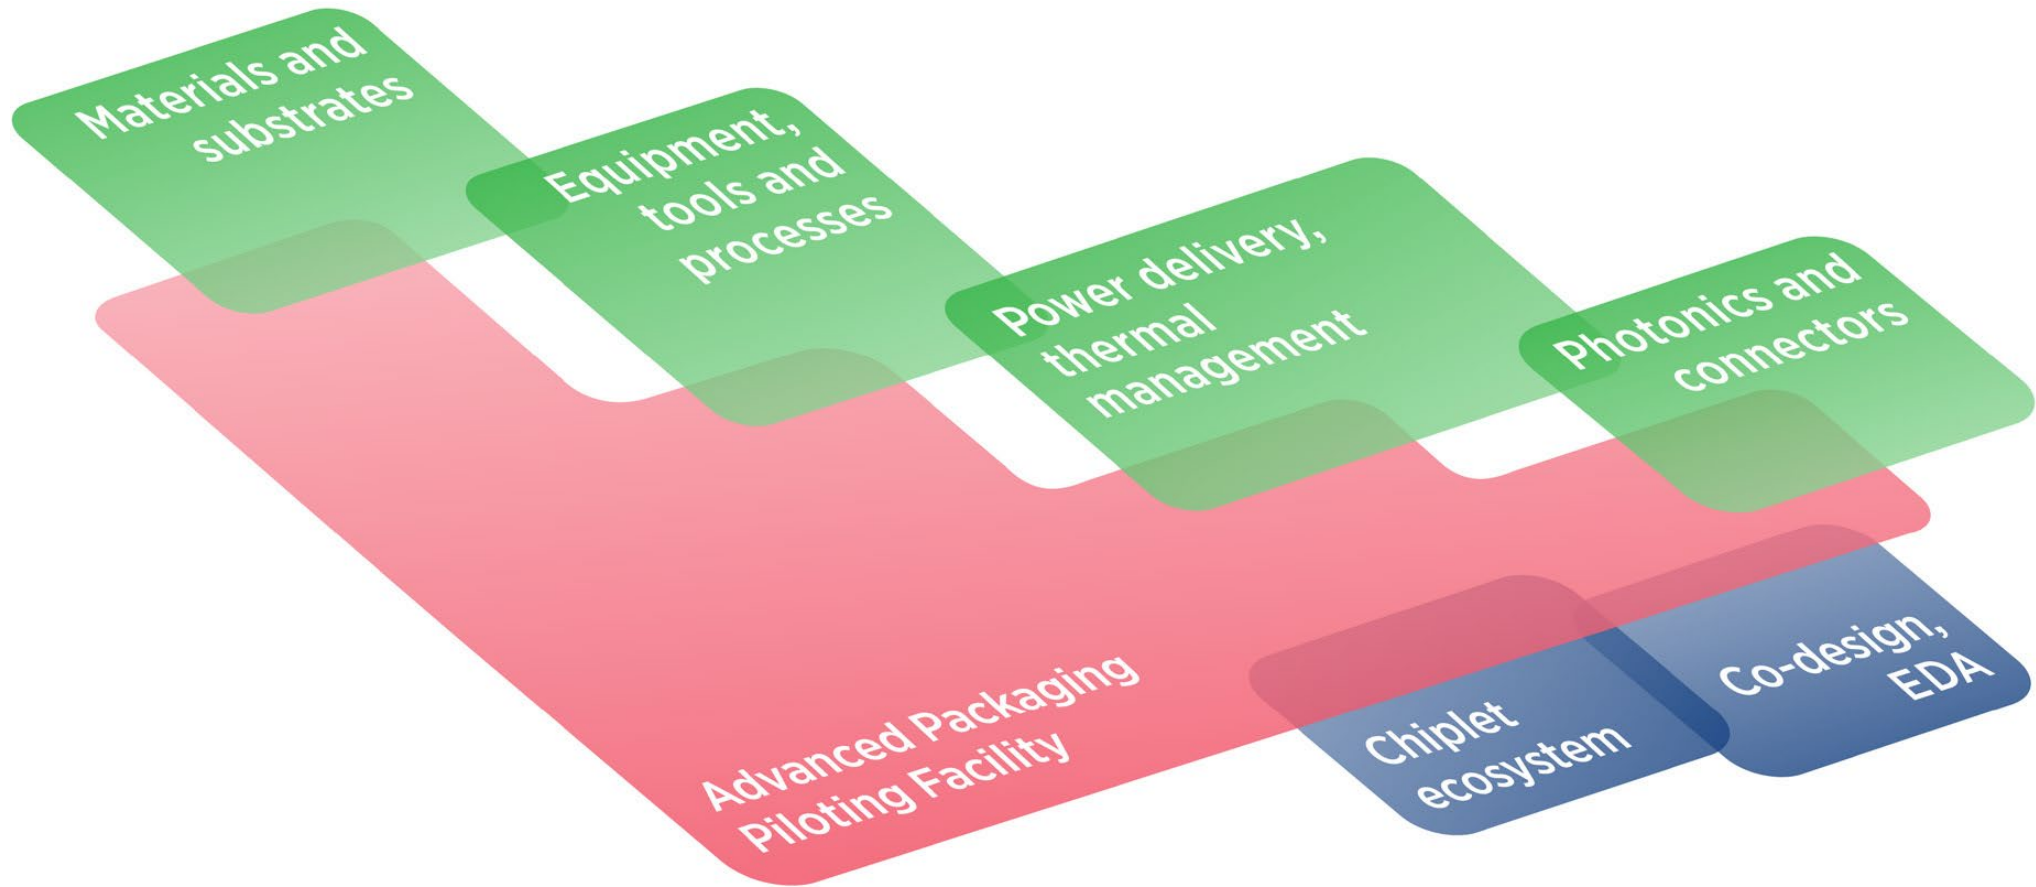 Materials and
substrates
Equipment,
tools and
processes
Power delivery,
thermal
management
Photonics and
connectors
Advanced Packaging
Piloting Facility
Chiplet
ecosystem
Co-design,
EDA